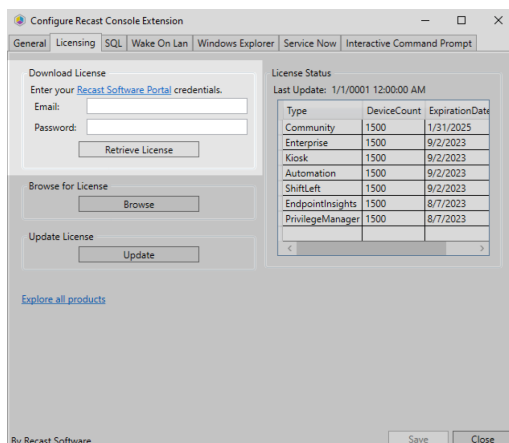 Configure Recast Console Extension
General Licensing SQL Wake On Lan Windows Explorer Service Now Interactive Command Prompt
Download License
Enter your Recast Software Portal credentials.
Email:
Password:
Retrieve License
Browse for License
Browse
Update License
Update
Explore all products
License Status
Last Update: 1/1/0001 12:00:00 AM
Type DeviceCount ExpirationDate
Community 1500 1/31/2025
Enterprise 1500 9/2/2023
Kiosk 1500 9/2/2023
Automation 1500 9/2/2023
ShiftLeft 1500 9/2/2023
EndpointInsights 1500 8/7/2023
PrivilegeManager 1500 8/7/2023
By Recast Software
Save Close